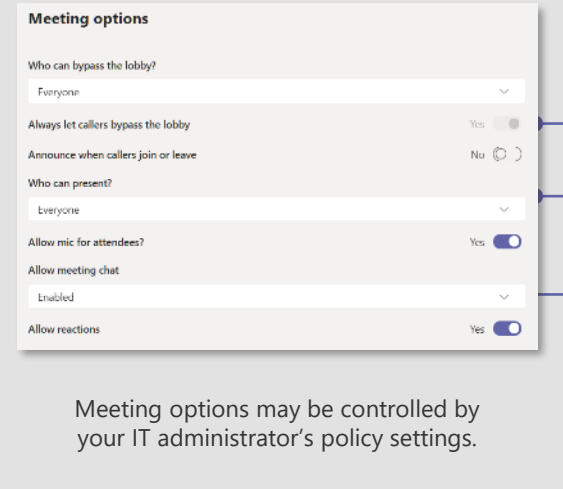 Meeting options
Who can bypass the lobby?
Everyone
Always let callers bypass the lobby Yes
Announce when callers join or leave No
Who can present?
Everyone
Allow mic for attendees? Yes
Allow meeting chat
Enabled
Allow reactions Yes
Meeting options may be controlled by
your IT administrator’s policy settings.